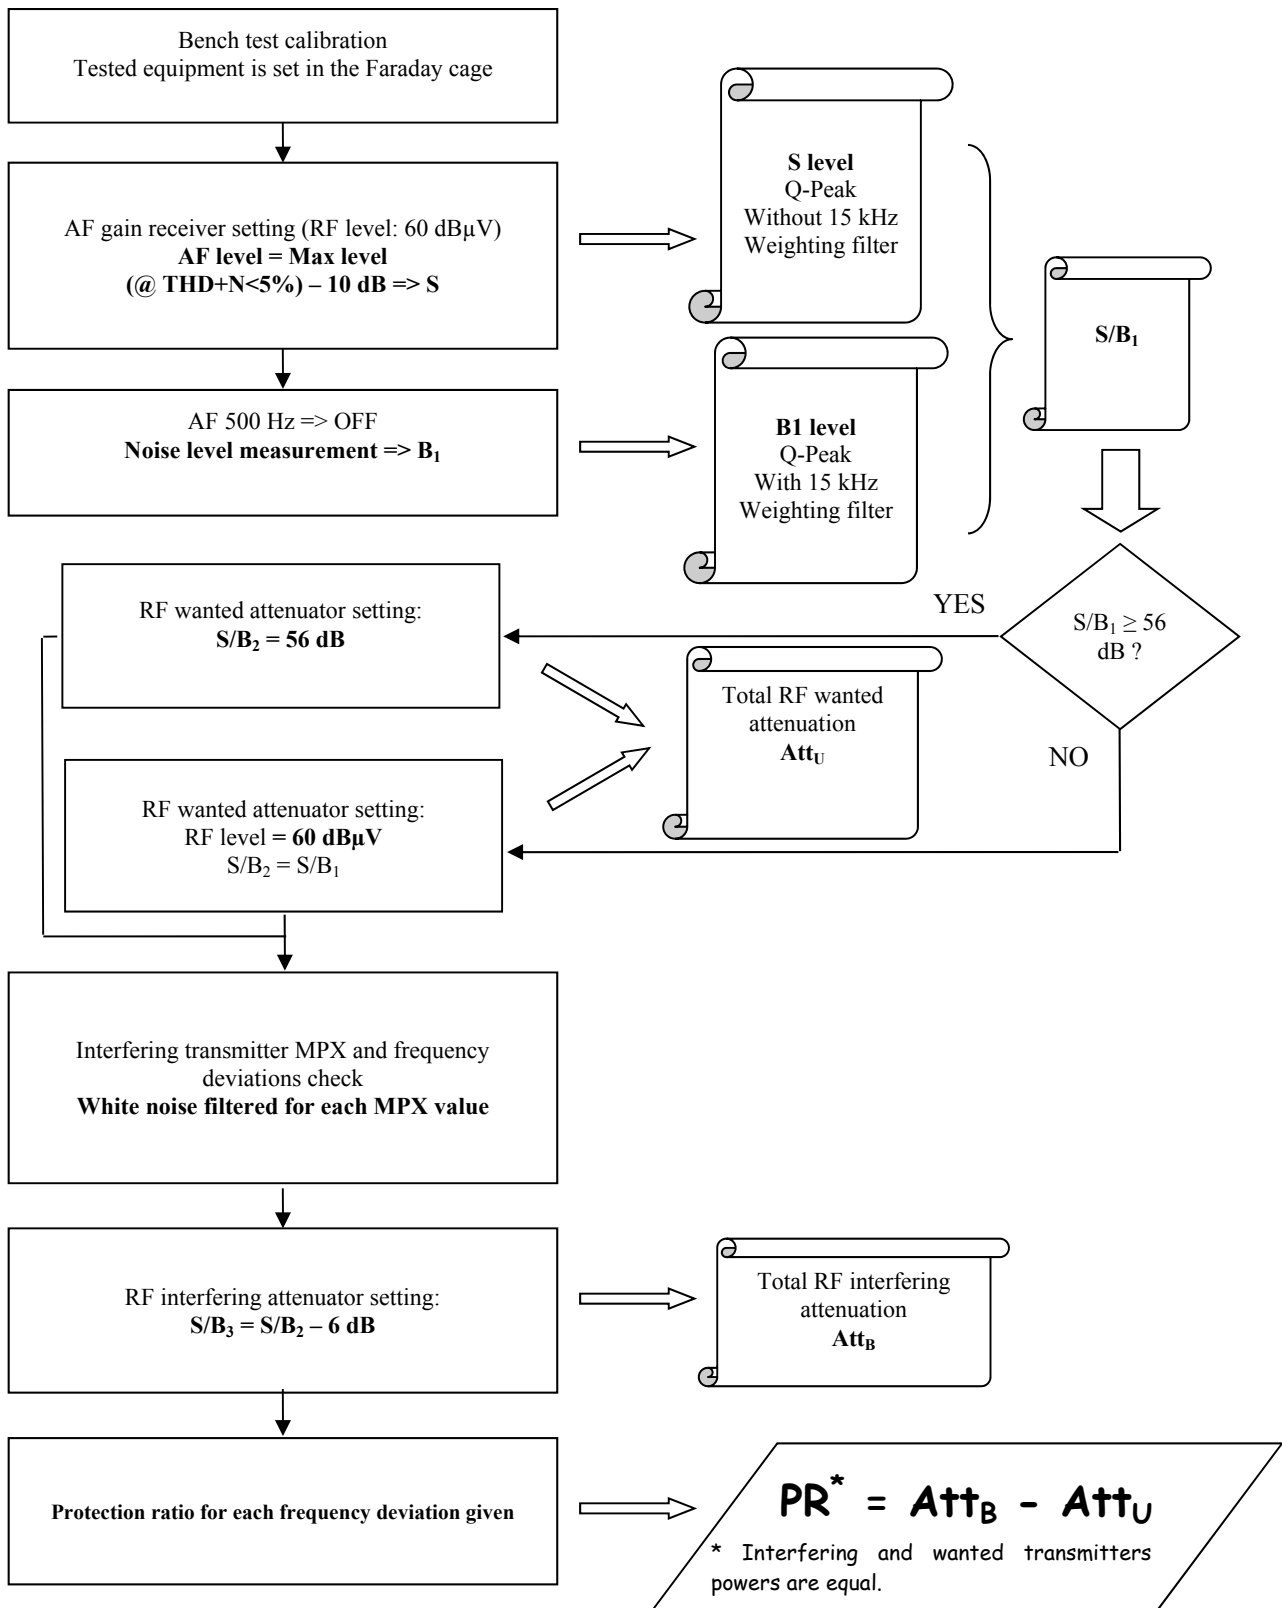 Bench test calibration
Tested equipment is set in the Faraday cage
AF gain receiver setting (RF level: 60 dBµV)
AF level = Max level
(@ THD+N<5%) – 10 dB => S
S level
Q-Peak
Without 15 kHz
Weighting filter
AF 500 Hz => OFF
Noise level measurement => B₁
B1 level
Q-Peak
With 15 kHz
Weighting filter
S/B₁
S/B₁ ≥ 56
dB ?
YES
NO
RF wanted attenuator setting:
S/B₂ = 56 dB
RF wanted attenuator setting:
RF level = 60 dBµV
S/B₂ = S/B₁
Total RF wanted
attenuation
Att_U
Interfering transmitter MPX and frequency
deviations check
White noise filtered for each MPX value
RF interfering attenuator setting:
S/B₃ = S/B₂ – 6 dB
Total RF interfering
attenuation
Att_B
Protection ratio for each frequency deviation given
PR* = Att_B - Att_U
* Interfering and wanted transmitters
powers are equal.